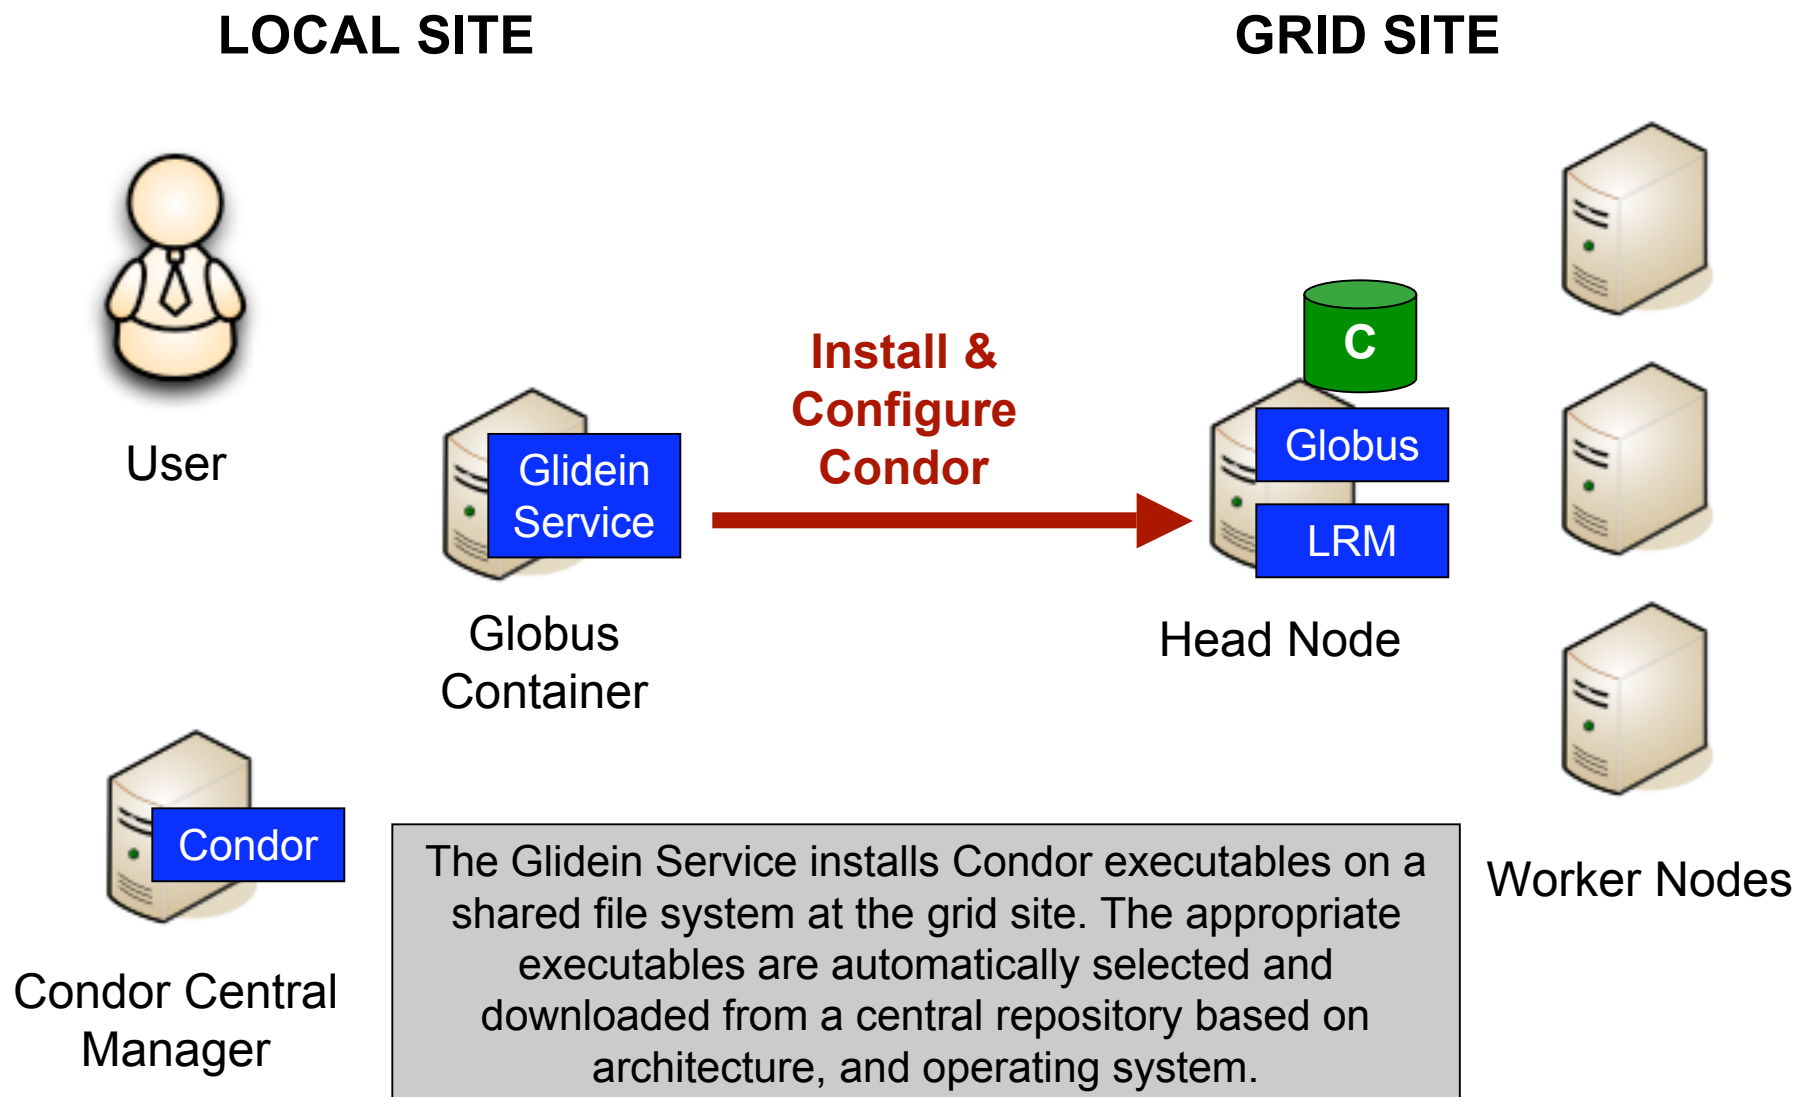 LOCAL SITE
GRID SITE
User
Glidein
Service
Globus
Container
Install &
Configure
Condor
C
Globus
LRM
Head Node
Worker Nodes
Condor
Condor Central
Manager
The Glidein Service installs Condor executables on a
shared file system at the grid site. The appropriate
executables are automatically selected and
downloaded from a central repository based on
architecture, and operating system.